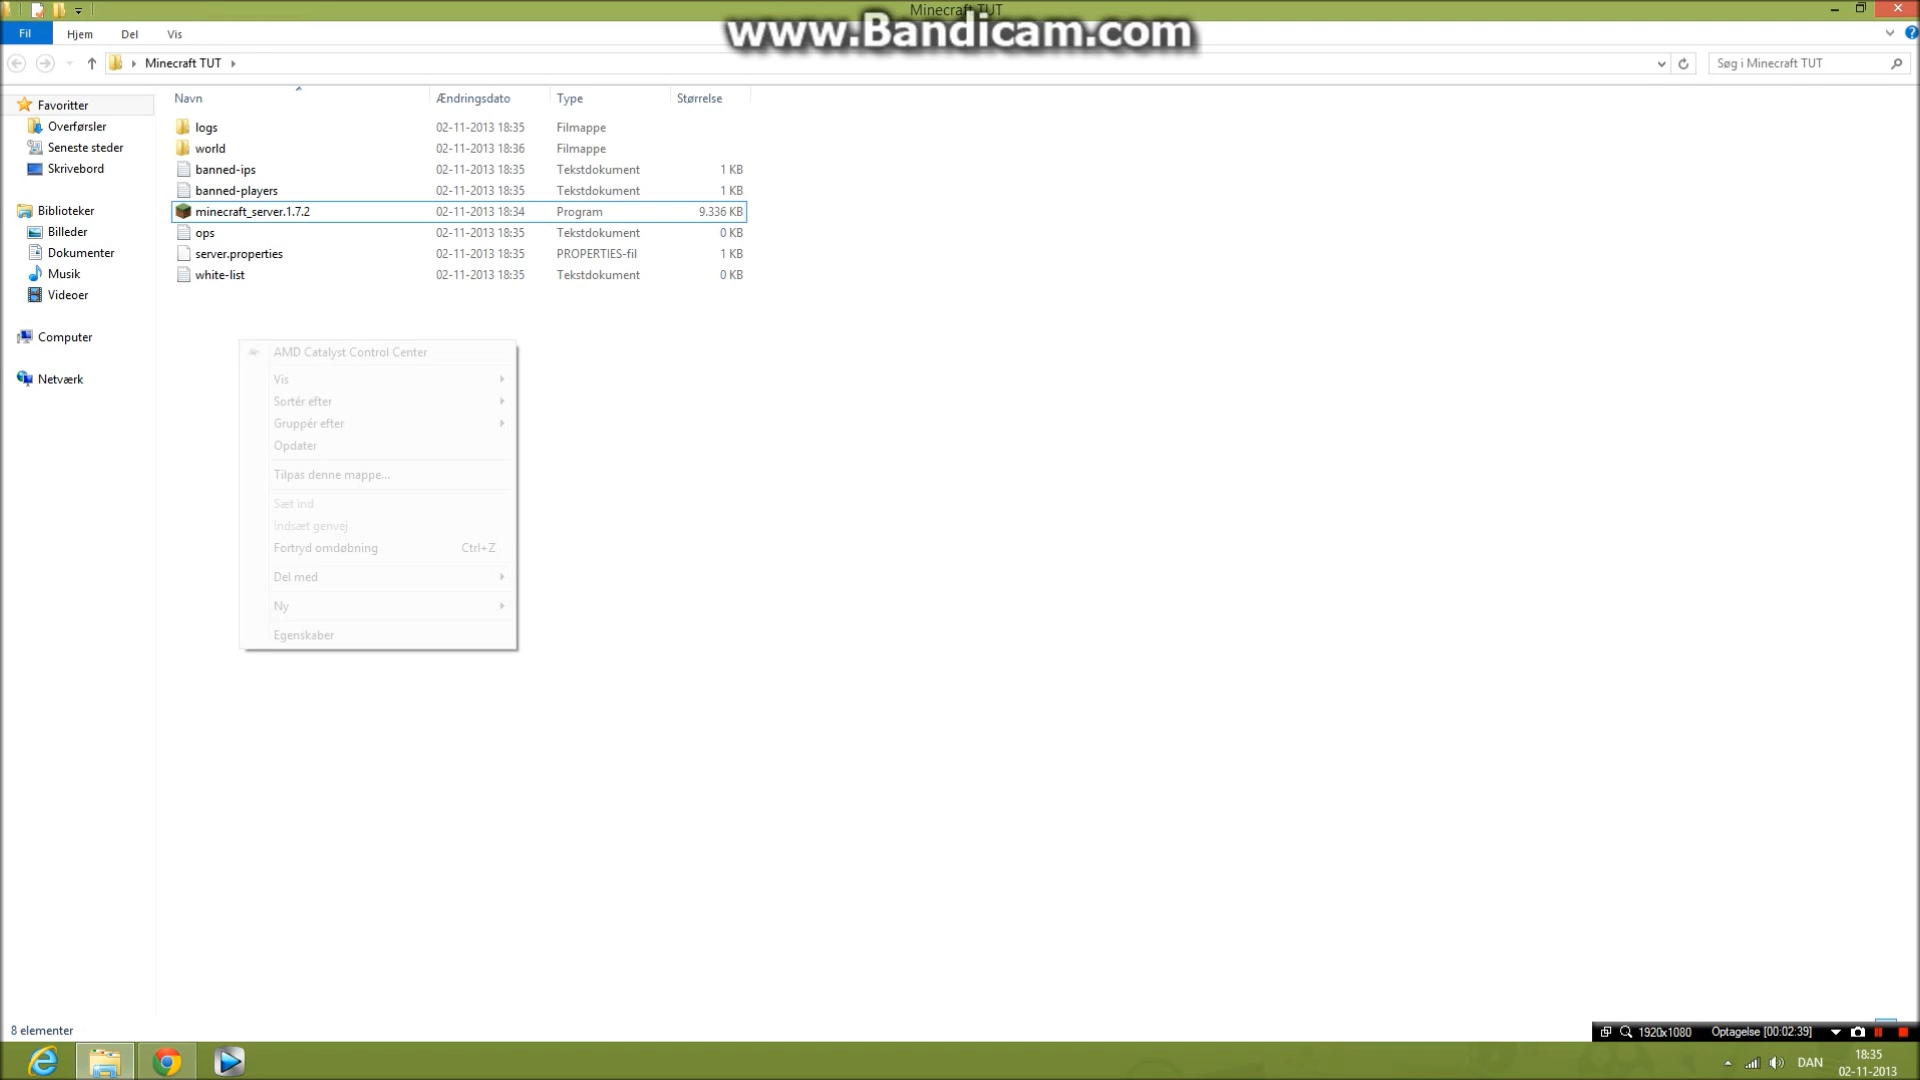 Minecraft TUT
www.Bandicam.com
Fil Hjem Del Vis
Minecraft TUT
Søg i Minecraft TUT
Navn Ændringsdato Type Størrelse
Favoritter
Overførsler
Seneste steder
Skrivebord
Biblioteker
Billeder
Dokumenter
Musik
Videoer
Computer
Netværk
logs 02-11-2013 18:35 Filmappe
world 02-11-2013 18:36 Filmappe
banned-ips 02-11-2013 18:35 Tekstdokument 1 KB
banned-players 02-11-2013 18:35 Tekstdokument 1 KB
minecraft_server.1.7.2 02-11-2013 18:34 Program 9.336 KB
ops 02-11-2013 18:35 Tekstdokument 0 KB
server.properties 02-11-2013 18:35 PROPERTIES-fil 1 KB
white-list 02-11-2013 18:35 Tekstdokument 0 KB
AMD Catalyst Control Center
Vis
Sortér efter
Gruppér efter
Opdater
Tilpas denne mappe...
Sæt ind
Indsæt genvej
Fortryd omdøbning Ctrl+Z
Del med
Ny
Egenskaber
8 elementer
1920x1080 Optagelse [00:02:39]
DAN
18:35
02-11-2013